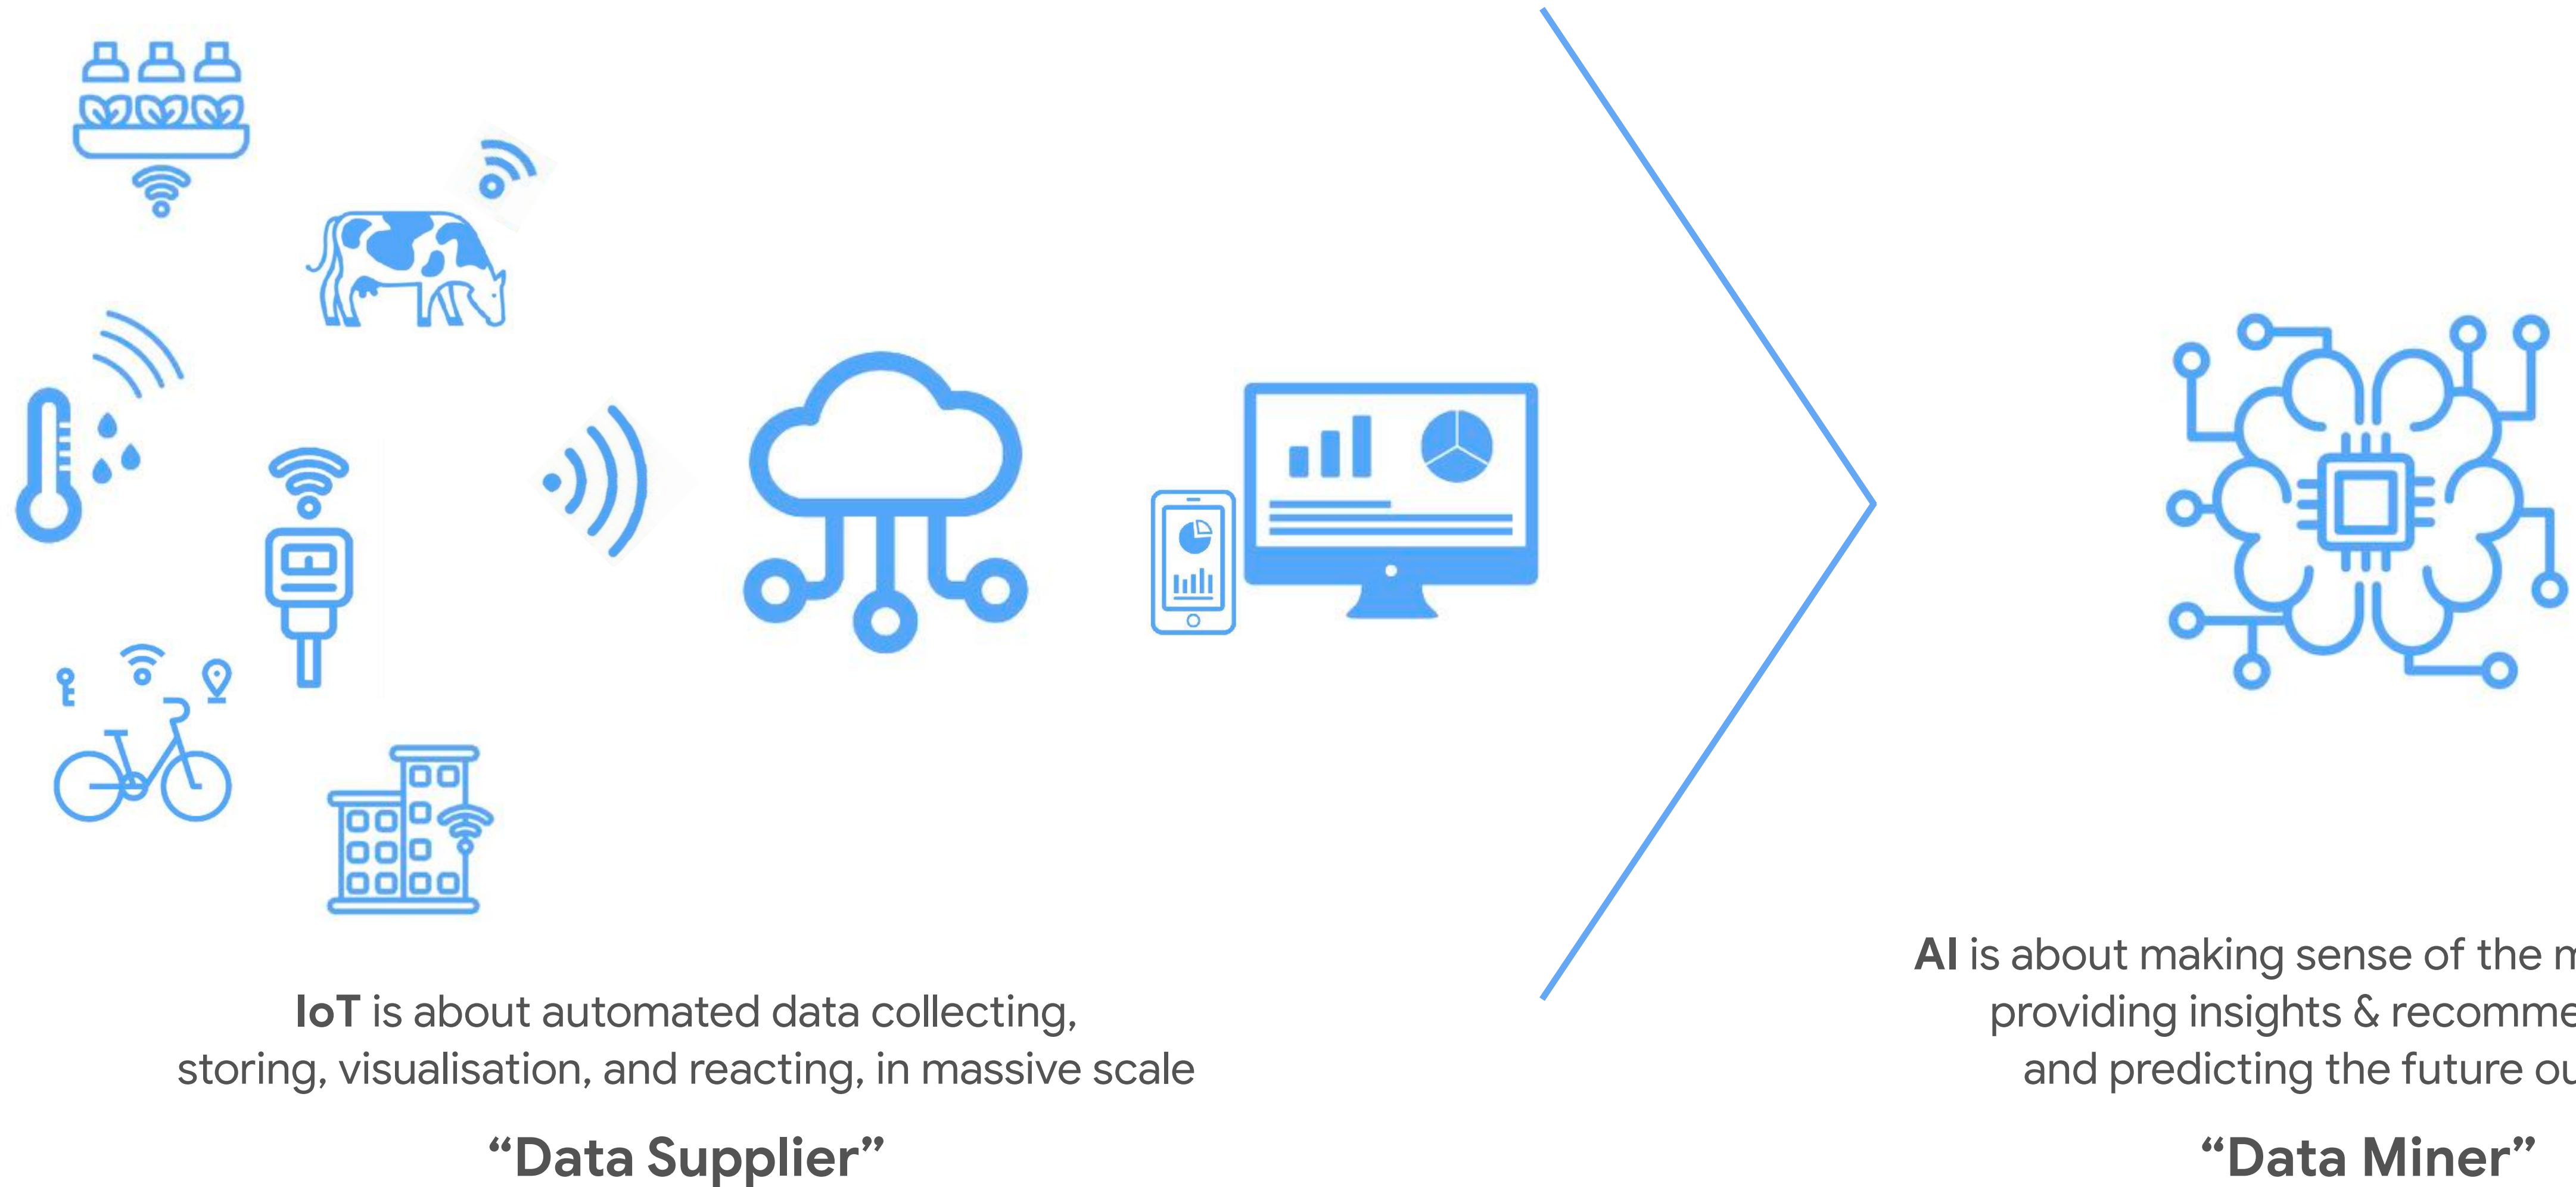 IoT is about automated data collecting,
storing, visualisation, and reacting, in massive scale
“Data Supplier”
AI is about making sense of the
providing insights &
and predicting the future
“Data Miner”